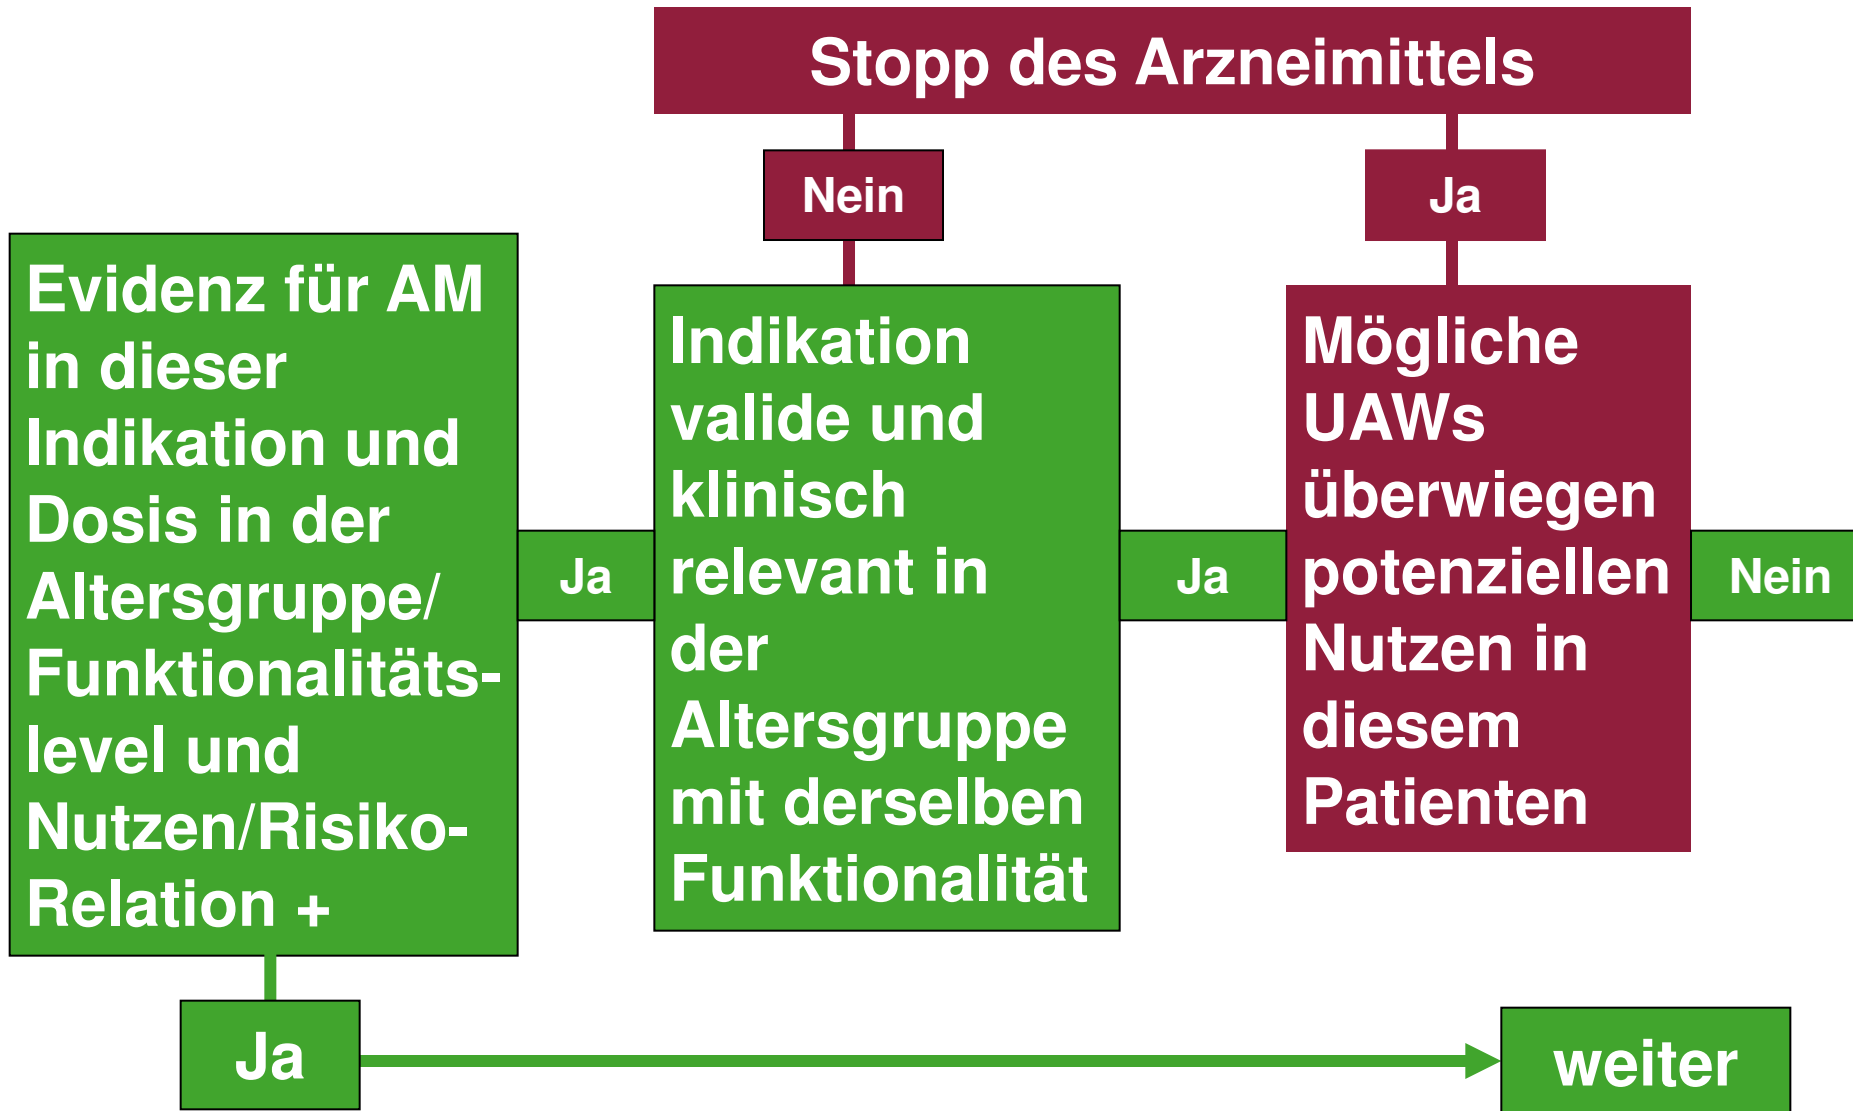 Stopp des Arzneimittels
Nein
Ja
Evidenz für AM
in dieser
Indikation und
Dosis in der
Altersgruppe/
Funktionalitäts-
level und
Nutzen/Risiko-
Relation +
Ja
Indikation
valide und
klinisch
relevant in
der
Altersgruppe
mit derselben
Funktionalität
Ja
Mögliche
UAWs
überwiegen
potenziellen
Nutzen in
diesem
Patienten
Nein
Ja
weiter